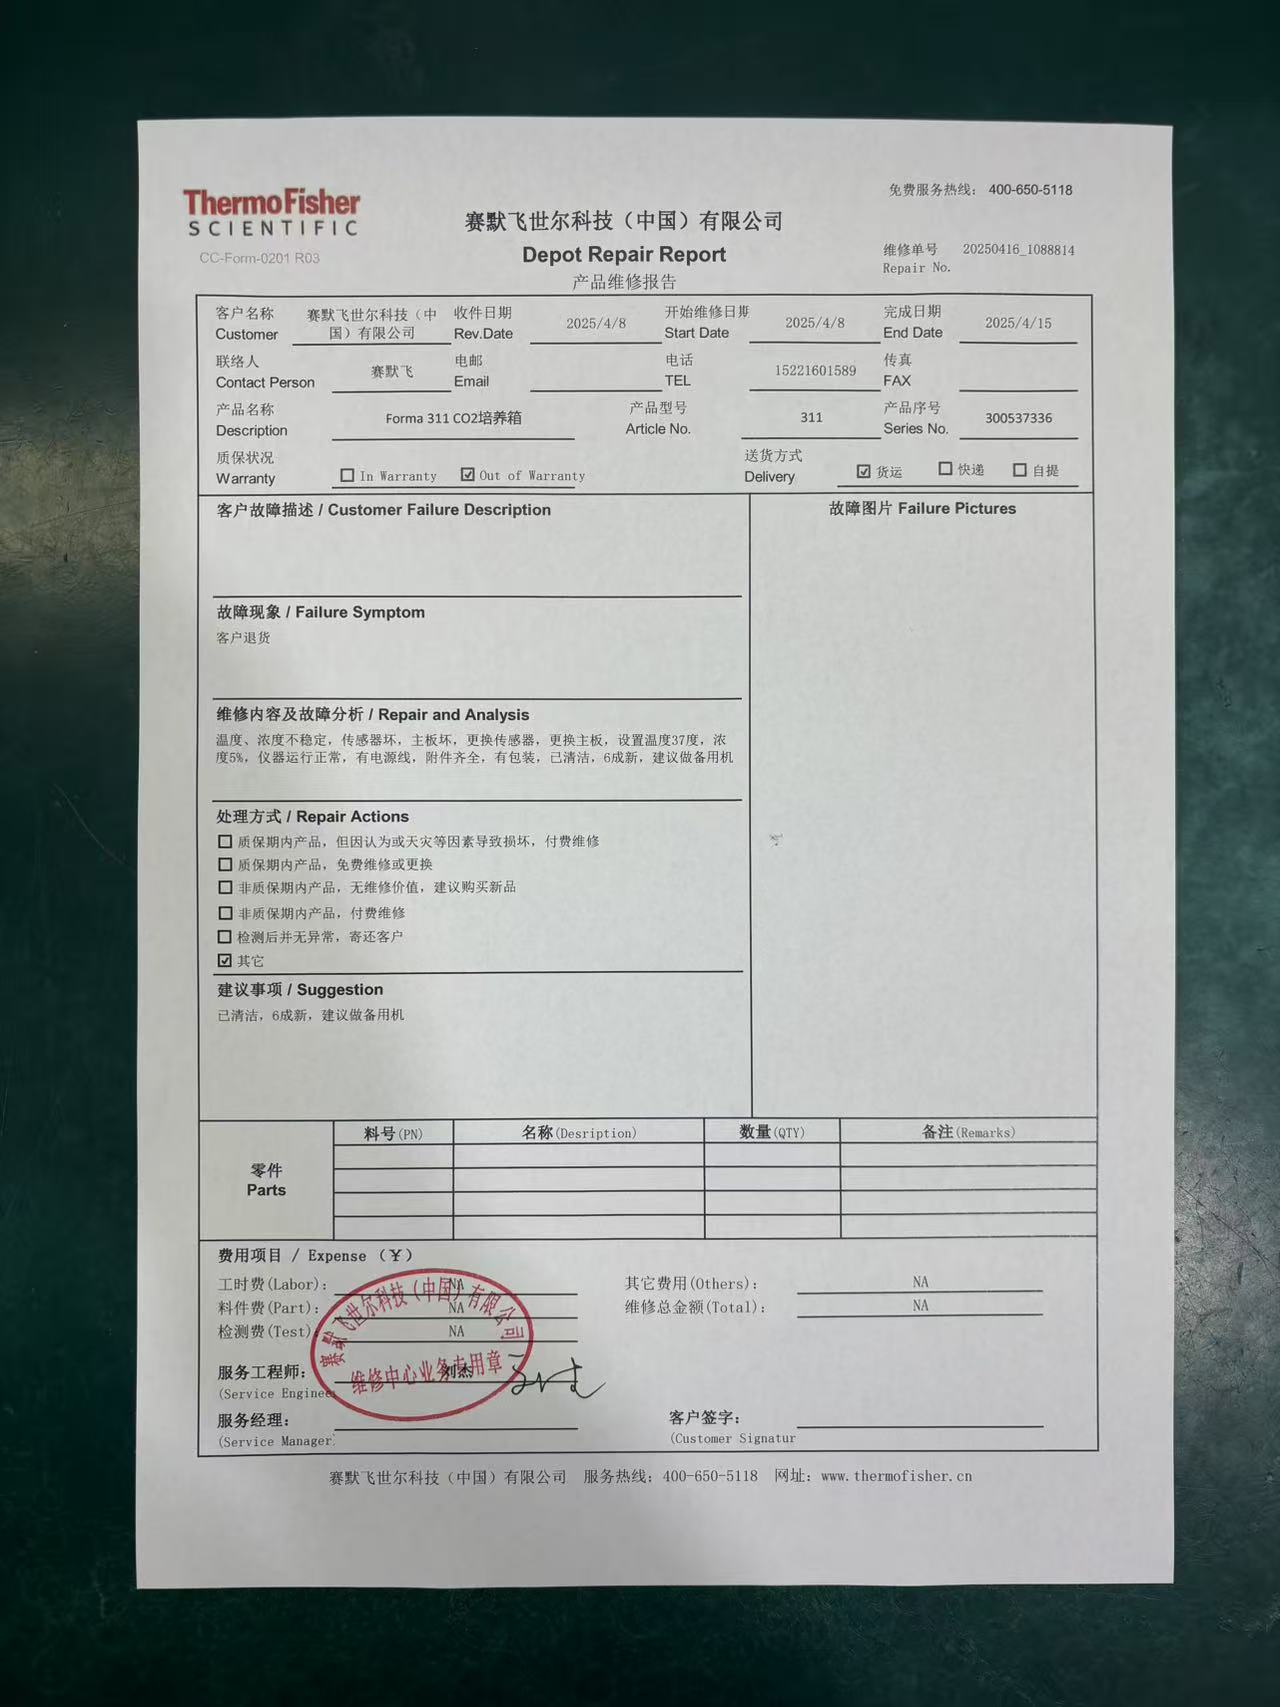 ThermoFisher
SCIENTIFIC
CC-Form-0201 R03
赛默飞世尔科技（中国）有限公司
Depot Repair Report
产品维修报告
免费服务热线： 400-650-5118
维修单号 20250416_1088814
Repair No.
客户名称 赛默飞世尔科技（中 收件日期 2025/4/8 开始维修日期 2025/4/8 完成日期 2025/4/15
Customer 国）有限公司 Rev.Date Start Date End Date
联络人 赛默飞 电邮 电话 15221601589 传真
Contact Person Email TEL FAX
产品名称 Forma 311 CO2培养箱 产品型号 311 产品序号 300537336
Description Article No. Series No.
质保状况 送货方式
Warranty ☐ In Warranty ☑ Out of Warranty Delivery ☑ 货运 ☐ 快递 ☐ 自提
客户故障描述 / Customer Failure Description
故障图片 Failure Pictures
故障现象 / Failure Symptom
客户退货
维修内容及故障分析 / Repair and Analysis
温度、浓度不稳定，传感器坏，主板坏，更换传感器，更换主板，设置温度37度，浓
度5%，仪器运行正常，有电源线，附件齐全，有包装，已清洁，6成新，建议做备用机
处理方式 / Repair Actions
☐ 质保期内产品，但因认为或天灾等因素导致损坏，付费维修
☐ 质保期内产品，免费维修或更换
☐ 非质保期内产品，无维修价值，建议购买新品
☐ 非质保期内产品，付费维修
☐ 检测后并无异常，寄还客户
☑ 其它
建议事项 / Suggestion
已清洁，6成新，建议做备用机
零件
Parts
料号(PN) 名称(Desription) 数量(QTY) 备注(Remarks)
费用项目 / Expense （¥）
工时费(Labor): NA 其它费用(Others): NA
料件费(Part): NA 维修总金额(Total): NA
检测费(Test) NA
赛默飞世尔科技（中国）有限公司
维修中心业务专用章
服务工程师: 刘杰
(Service Enginee
服务经理: 客户签字:
(Service Manager (Customer Signatur
赛默飞世尔科技（中国）有限公司 服务热线：400-650-5118 网址：www.thermofisher.cn